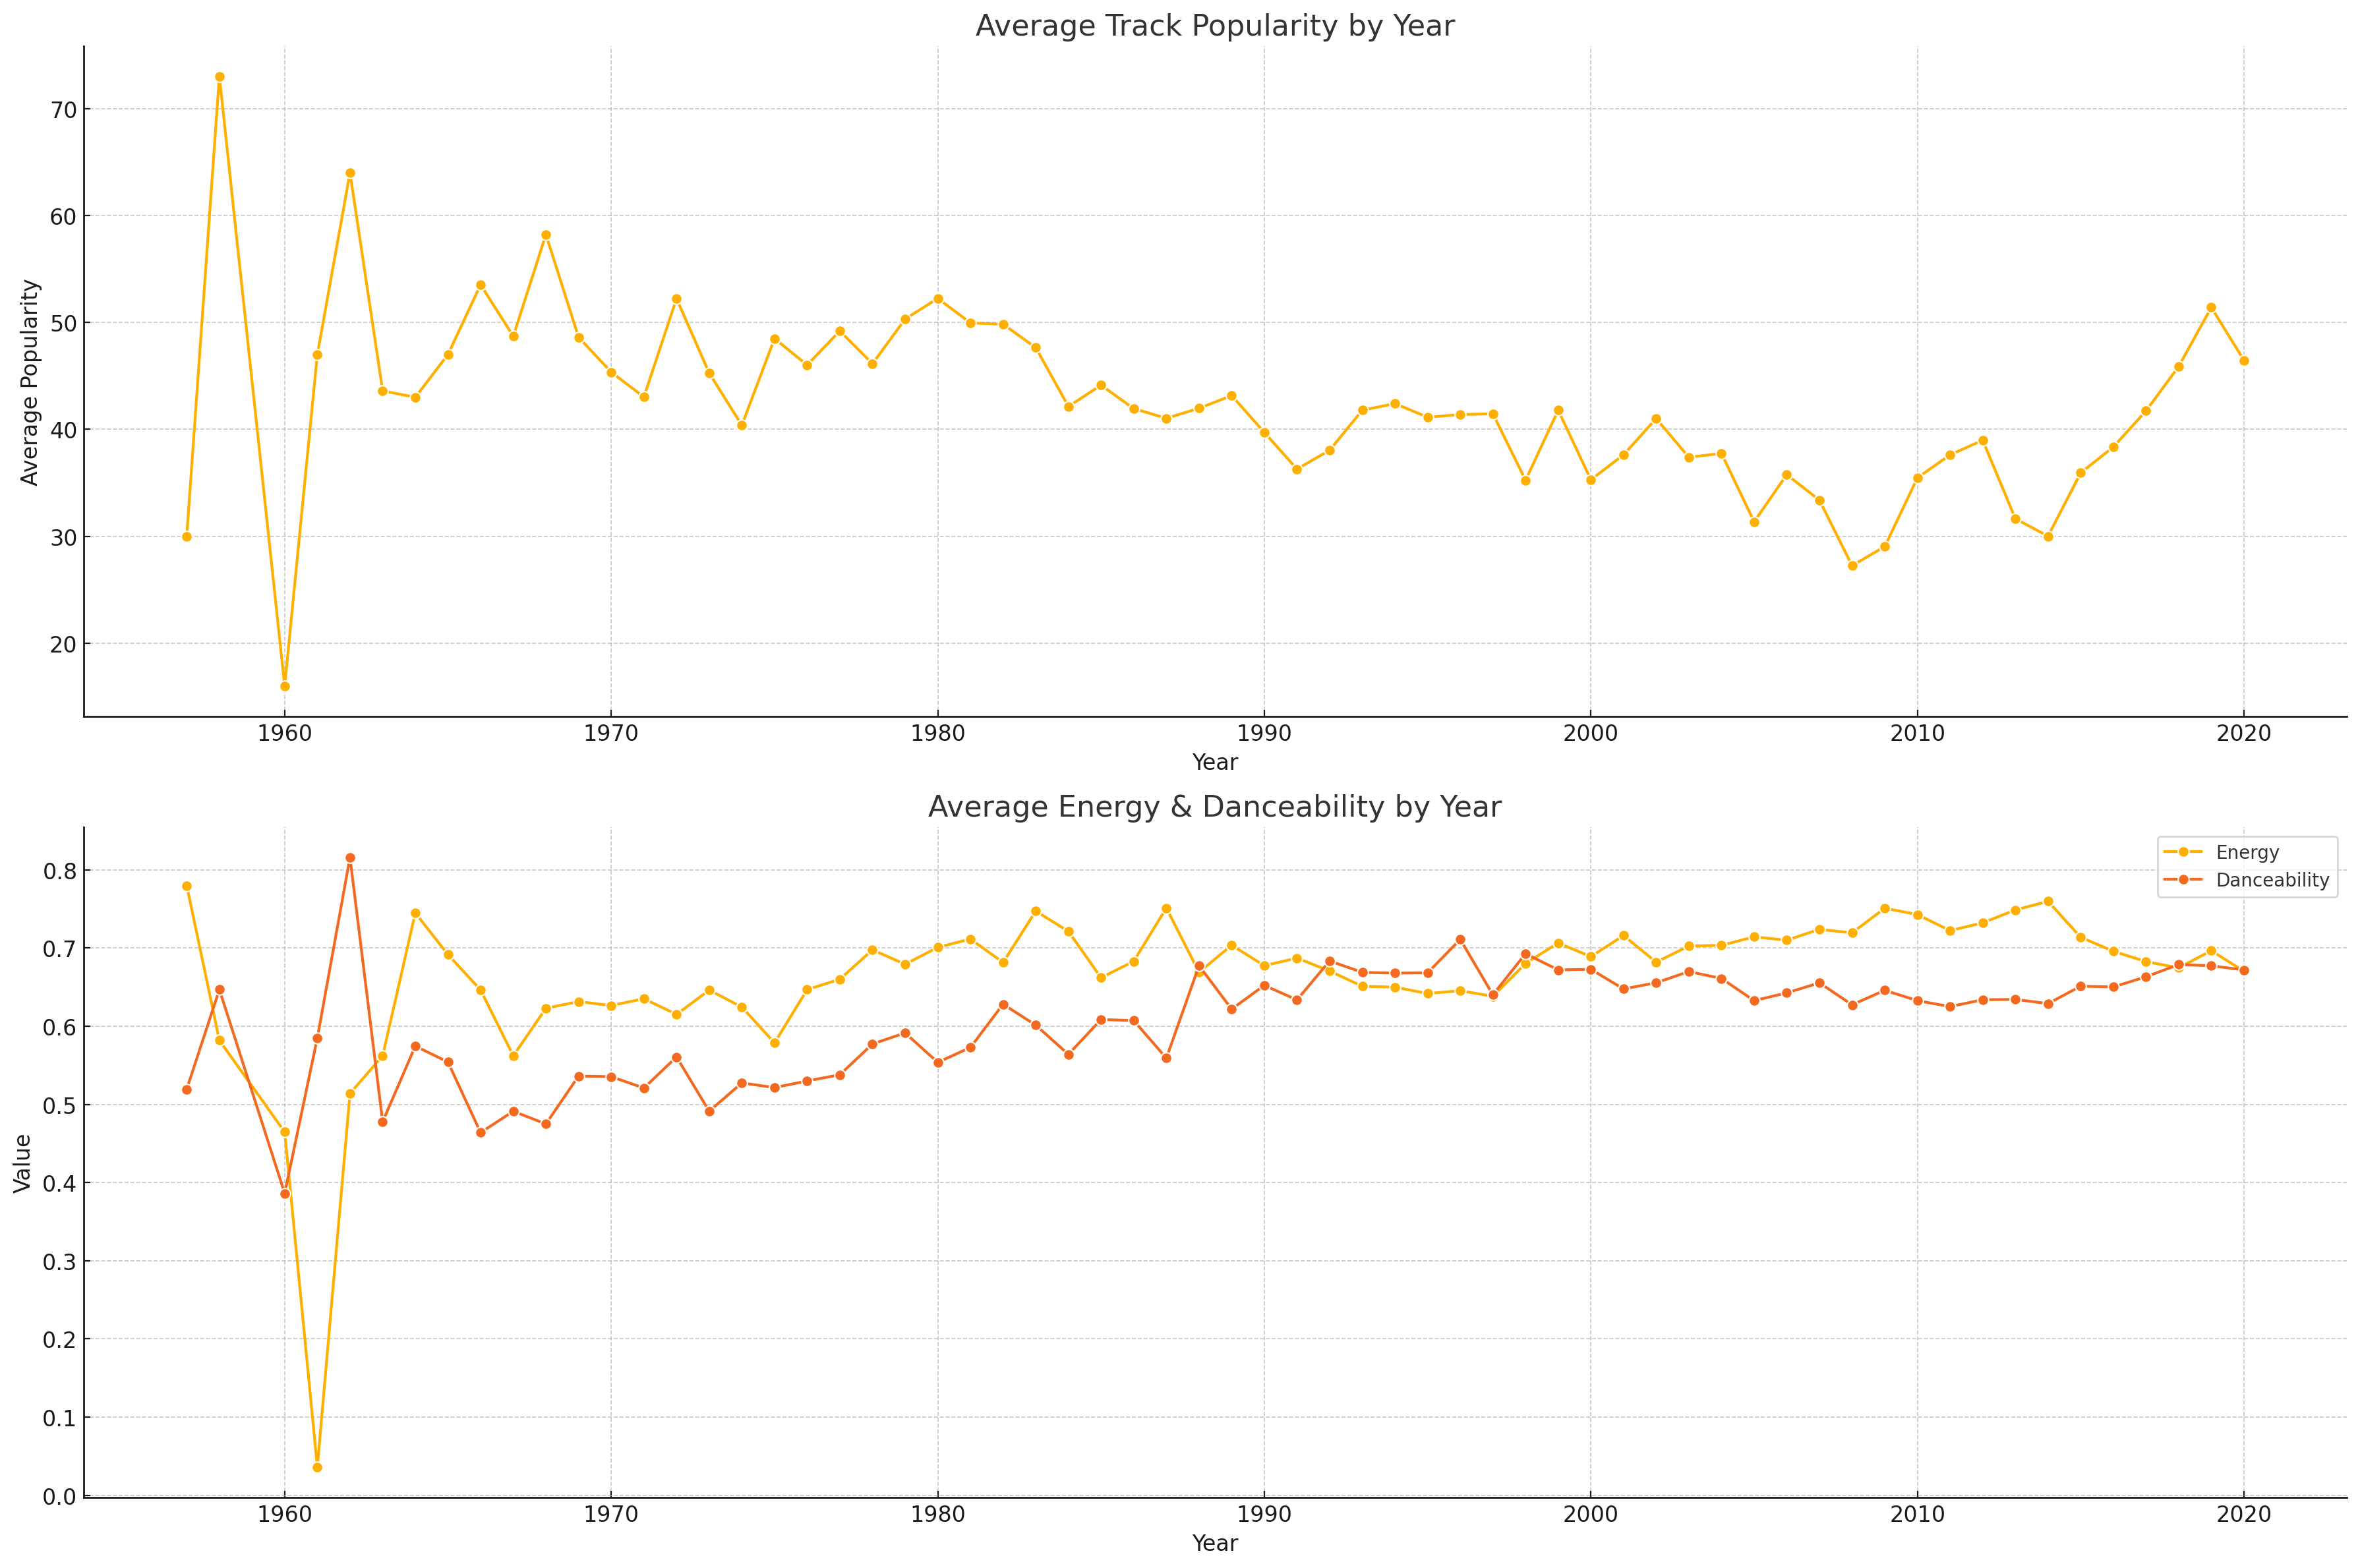 Average Track Popularity by Year
Average Popularity
70
60
50
40
30
20
1960 1970 1980 1990 2000 2010 2020
Year
Average Energy & Danceability by Year
Energy
Danceability
Value
0.8
0.7
0.6
0.5
0.4
0.3
0.2
0.1
0.0
1960 1970 1980 1990 2000 2010 2020
Year